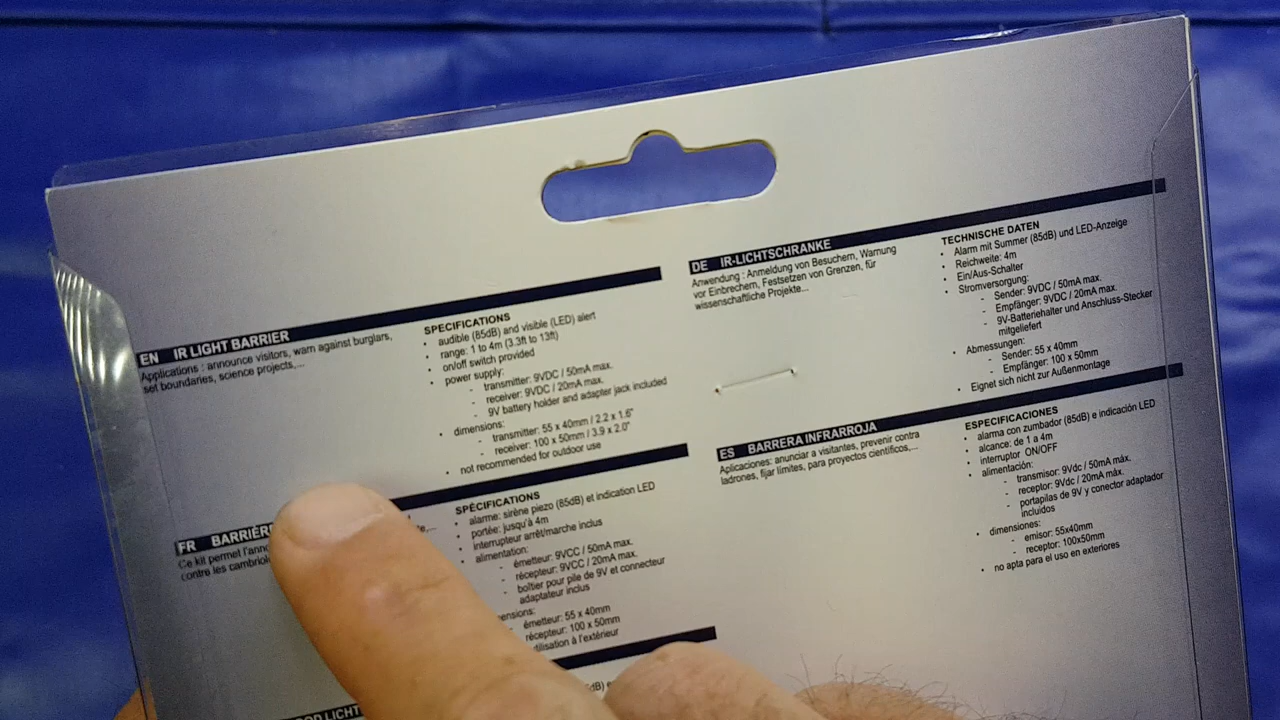 EN IR LIGHT BARRIER
Applications : announce visitors, warn against burglars,
set boundaries, science projects,...
SPECIFICATIONS
• audible (85dB) and visible (LED) alert
• range: 1 to 4m (3.3ft to 13ft)
• on/off switch provided
• power supply:
- transmitter: 9VDC / 50mA max.
- receiver: 9VDC / 20mA max.
- 9V battery holder and adapter jack included
• dimensions:
- transmitter: 55 x 40mm / 2.2 x 1.6"
- receiver: 100 x 50mm / 3.9 x 2.0"
• not recommended for outdoor use
DE IR-LICHTSCHRANKE
Anwendung : Anmeldung von Besuchern, Warnung
vor Einbrechern, Festsetzen von Grenzen, für
wissenschaftliche Projekte...
TECHNISCHE DATEN
• Alarm mit Summer (85dB) und LED-Anzeige
• Reichweite: 4m
• Ein/Aus-Schalter
• Stromversorgung:
- Sender: 9VDC / 50mA max.
- Empfänger: 9VDC / 20mA max.
- 9V-Batteriehalter und Anschluss-Stecker
mitgeliefert
• Abmessungen:
- Sender: 55 x 40mm
- Empfänger: 100 x 50mm
• Eignet sich nicht zur Außenmontage
FR BARRIÈR
Ce kit permet l'ann
contre les cambriol
SPÉCIFICATIONS
• alarme: sirène piezo (85dB) et indication LED
• portée: jusqu'à 4m
• interrupteur arrêt/marche inclus
• alimentation:
- émetteur: 9VCC / 50mA max.
- récepteur: 9VCC / 20mA max.
- boîtier pour pile de 9V et connecteur
adaptateur inclus
ensions:
émetteur: 55 x 40mm
récepteur: 100 x 50mm
utilisation à l'extérieur
ES BARRERA INFRARROJA
Aplicaciones: anunciar a visitantes, prevenir contra
ladrones, fijar límites, para proyectos científicos,...
ESPECIFICACIONES
• alarma con zumbador (85dB) e indicación LED
• alcance: de 1 a 4m
• interruptor ON/OFF
• alimentación:
- transmisor: 9Vdc / 50mA máx.
- receptor: 9Vdc / 20mA máx.
- portapilas de 9V y conector adaptador
incluidos
• dimensiones:
- emisor: 55x40mm
- receptor: 100x50mm
• no apta para el uso en exteriores